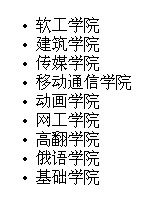 • 软工学院
• 建筑学院
• 传媒学院
• 移动通信学院
• 动画学院
• 网工学院
• 高翻学院
• 俄语学院
• 基础学院